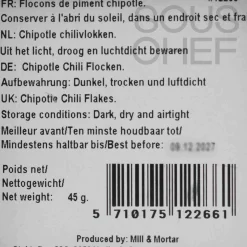 FR: Flocons de piment chipotle.
Conserver à l'abri du soleil, dans un endroit sec et fra
NL: Chipotle chilivlokken.
Uit het licht, droog en luchtdicht bewaren
DE: Chipotle Chili Flocken.
Aufbewahrung: Dunkel, trocken und luftdicht
UK: Chipotle Chili Flakes.
Storage conditions: Dark, dry and airtight
Meilleur avant/Ten minste houdbaar tot/
Mindestens haltbar bis/Best before: 09.12.2027
Poids net/
Nettogewicht/
Net weight: 45 g.
5 710175 122661
Produced by: Mill & Mortar